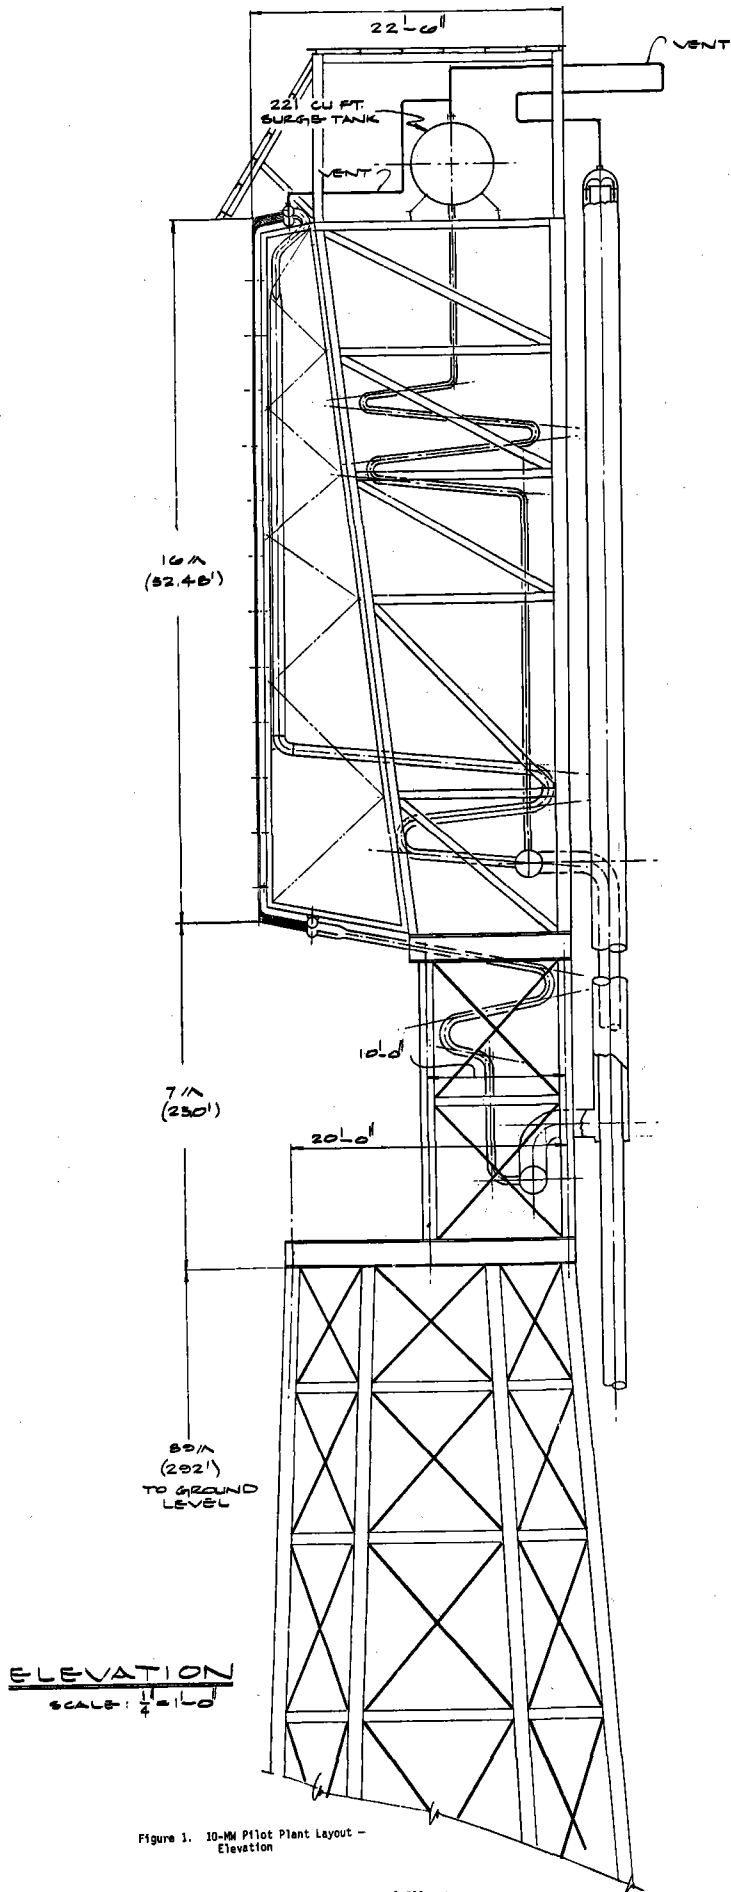 22'-6"
VENT
221 CU FT.
SURGE TANK
VENT
16 M
(52.48')
10'-0"
7 M
(23.0')
20'-0"
89 M
(292')
TO GROUND
LEVEL
ELEVATION
SCALE: 1/4" = 1'-0"
Figure 1. 10-MW Pilot Plant Layout –
Elevation